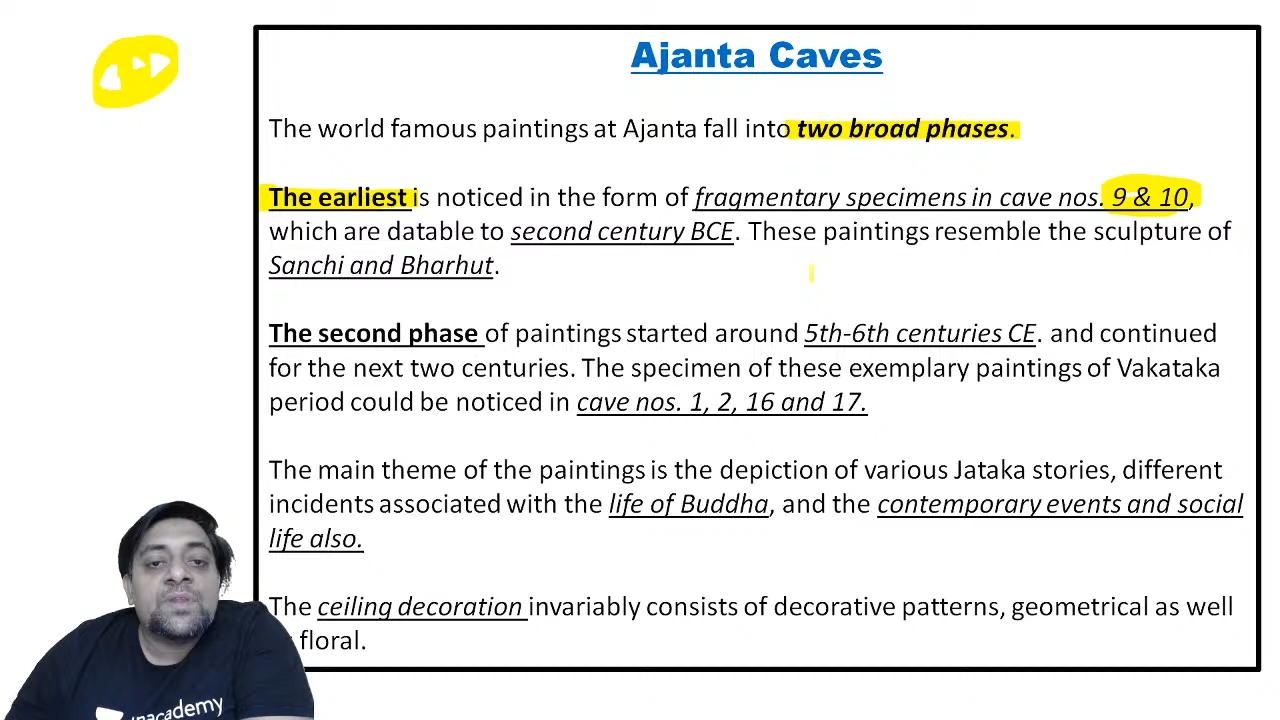 Ajanta Caves
The world famous paintings at Ajanta fall into two broad phases.
The earliest is noticed in the form of fragmentary specimens in cave nos. 9 & 10,
which are datable to second century BCE. These paintings resemble the sculpture of
Sanchi and Bharhut.
The second phase of paintings started around 5th-6th centuries CE. and continued
for the next two centuries. The specimen of these exemplary paintings of Vakataka
period could be noticed in cave nos. 1, 2, 16 and 17.
The main theme of the paintings is the depiction of various Jataka stories, different
incidents associated with the life of Buddha, and the contemporary events and social
life also.
The ceiling decoration invariably consists of decorative patterns, geometrical as well
floral.
unacademy